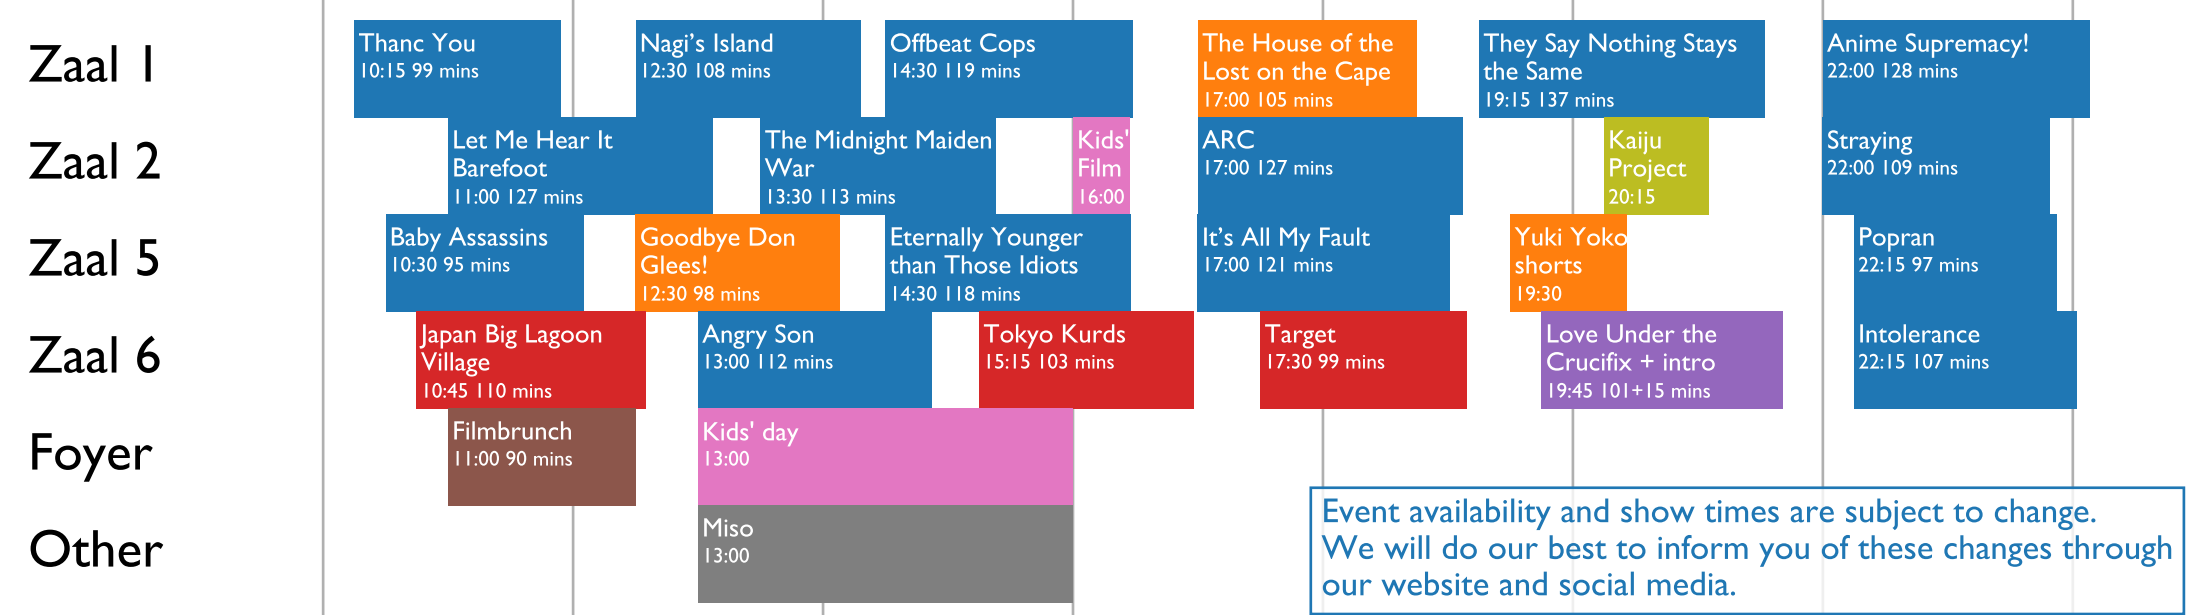 Zaal 1
Thanc You
10:15 99 mins
Nagi’s Island
12:30 108 mins
Offbeat Cops
14:30 119 mins
The House of the
Lost on the Cape
17:00 105 mins
They Say Nothing Stays
the Same
19:15 137 mins
Anime Supremacy!
22:00 128 mins
Zaal 2
Let Me Hear It
Barefoot
11:00 127 mins
The Midnight Maiden
War
13:30 113 mins
Kids'
Film
16:00
ARC
17:00 127 mins
Kaiju
Project
20:15
Straying
22:00 109 mins
Zaal 5
Baby Assassins
10:30 95 mins
Goodbye Don
Glees!
12:30 98 mins
Eternally Younger
than Those Idiots
14:30 118 mins
It’s All My Fault
17:00 121 mins
Yuki Yoko
shorts
19:30
Popran
22:15 97 mins
Zaal 6
Japan Big Lagoon
Village
10:45 110 mins
Angry Son
13:00 112 mins
Tokyo Kurds
15:15 103 mins
Target
17:30 99 mins
Love Under the
Crucifix + intro
19:45 101+15 mins
Intolerance
22:15 107 mins
Foyer
Filmbrunch
11:00 90 mins
Kids' day
13:00
Other
Miso
13:00
Event availability and show times are subject to change.
We will do our best to inform you of these changes through
our website and social media.